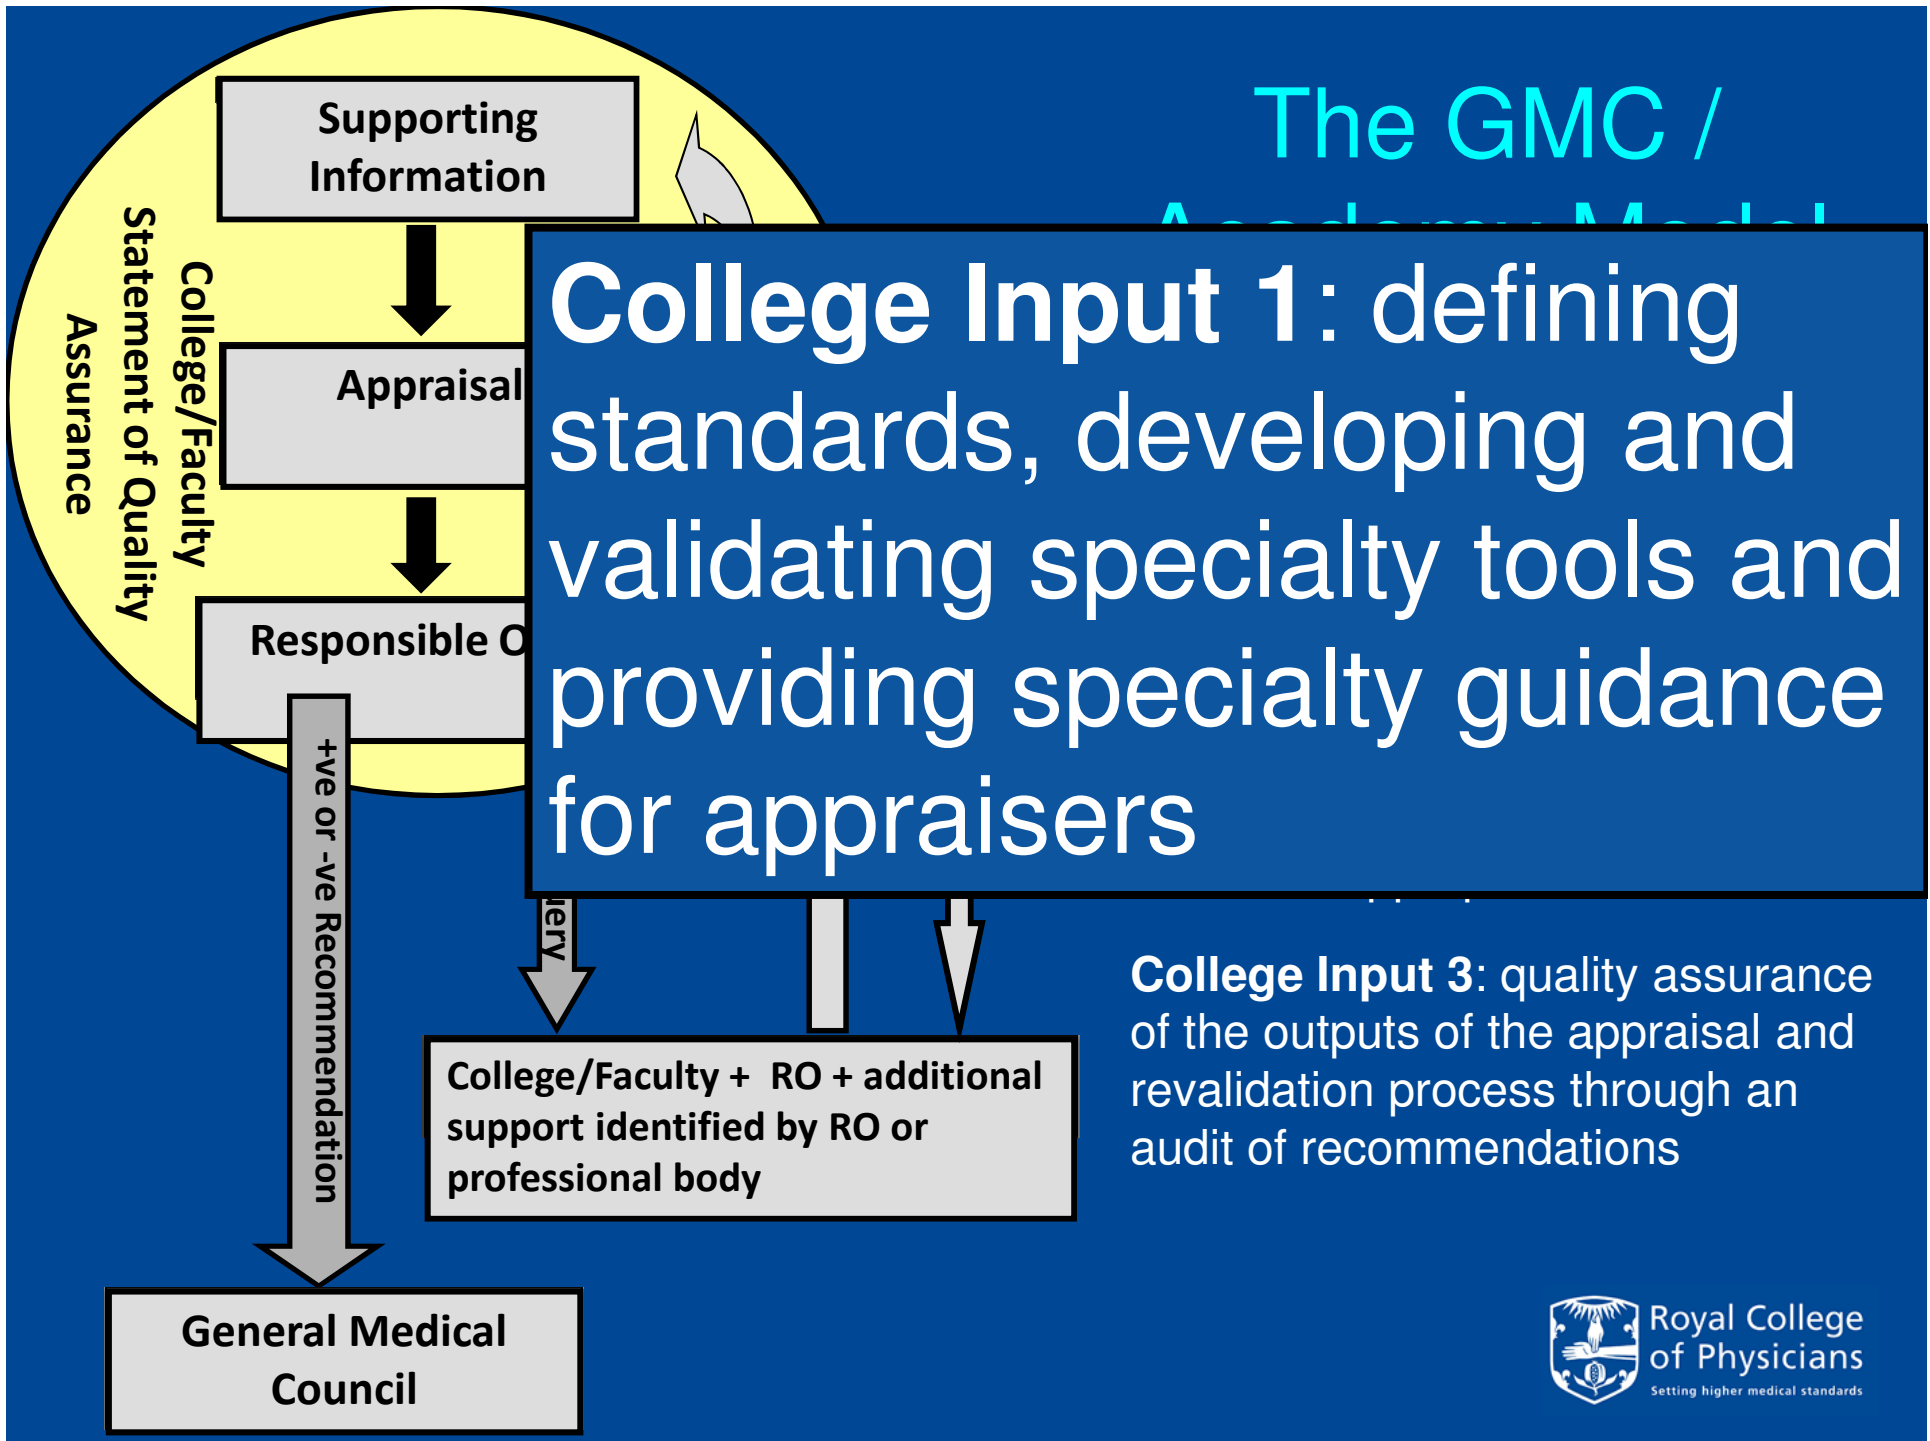 The GMC /
Academy Model
Supporting
Information
College/Faculty
Statement of Quality
Assurance
Appraisal
Responsible O
College Input 1: defining
standards, developing and
validating specialty tools and
providing specialty guidance
for appraisers
+ve or -ve Recommendation
College Input 3: quality assurance
of the outputs of the appraisal and
revalidation process through an
audit of recommendations
College/Faculty + RO + additional
support identified by RO or
professional body
General Medical
Council
Royal College
of Physicians
Setting higher medical standards